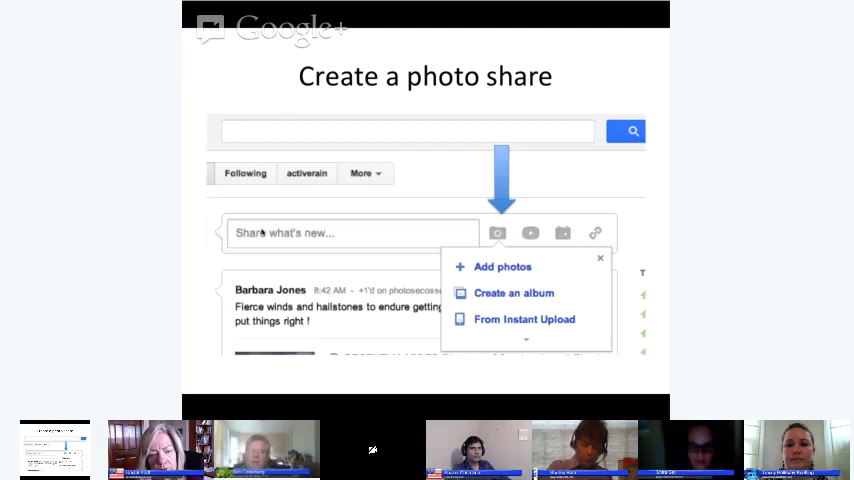 Google+
Create a photo share
Following
activerain
More
Share what's new...
Add photos
Create an album
From Instant Upload
Barbara Jones 8:42 AM - +1'd on photoecosse
Fierce winds and hailstones to endure getting
put things right !
T